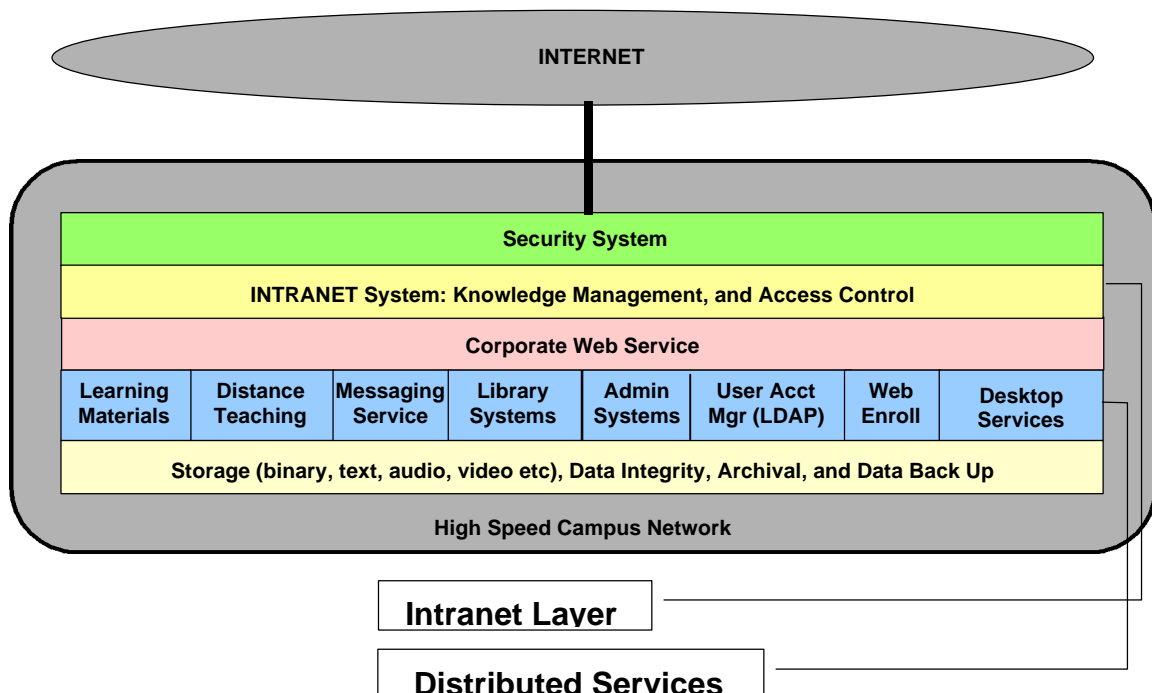 INTERNET
Security System
INTRANET System: Knowledge Management, and Access Control
Corporate Web Service
Learning
Materials
Distance
Teaching
Messaging
Service
Library
Systems
Admin
Systems
User Acct
Mgr (LDAP)
Web
Enroll
Desktop
Services
Storage (binary, text, audio, video etc), Data Integrity, Archival, and Data Back Up
High Speed Campus Network
Intranet Layer
Distributed Services